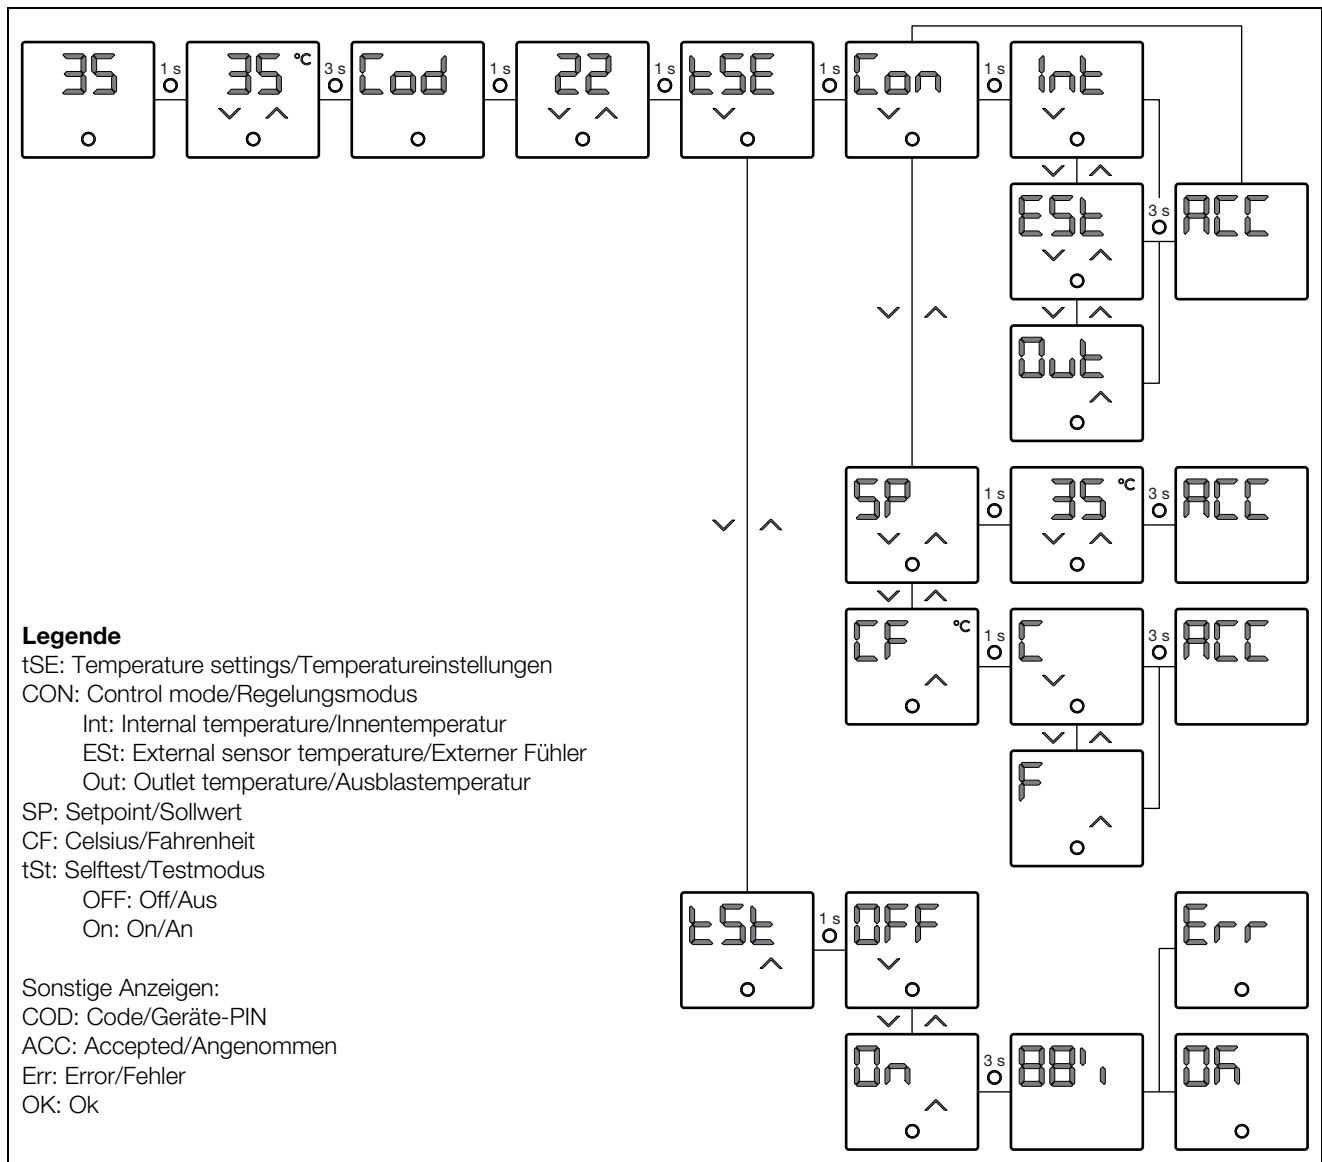 35 1 s 35 °C 3 s Cod 1 s 22 1 s tSE 1 s Con 1 s Int
ESt 3 s ACC
Out
SP 1 s 35 °C 3 s ACC
CF °C 1 s C 3 s ACC
F
tSt 1 s OFF Err
On 3 s 88 OK
Legende
tSE: Temperature settings/Temperatureinstellungen
CON: Control mode/Regelungsmodus
Int: Internal temperature/Innentemperatur
ESt: External sensor temperature/Externer Fühler
Out: Outlet temperature/Ausblastemperatur
SP: Setpoint/Sollwert
CF: Celsius/Fahrenheit
tSt: Selftest/Testmodus
OFF: Off/Aus
On: On/An
Sonstige Anzeigen:
COD: Code/Geräte-PIN
ACC: Accepted/Angenommen
Err: Error/Fehler
OK: Ok